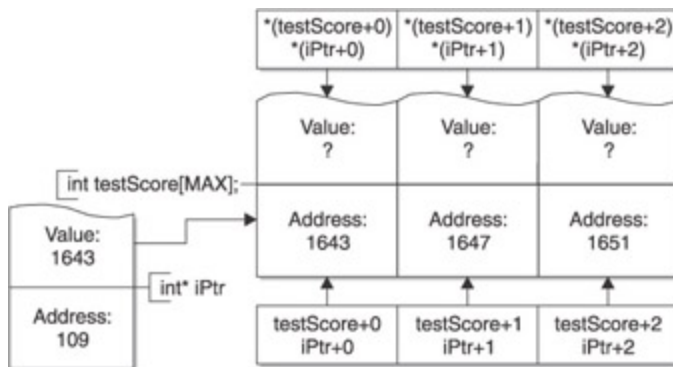 *(testScore+0) *(testScore+1) *(testScore+2)
*(iPtr+0) *(iPtr+1) *(iPtr+2)
Value: Value: Value:
? ? ?
int testScore[MAX];
Address: Address: Address:
1643 1647 1651
Value:
1643
int* iPtr
Address:
109
testScore+0 testScore+1 testScore+2
iPtr+0 iPtr+1 iPtr+2